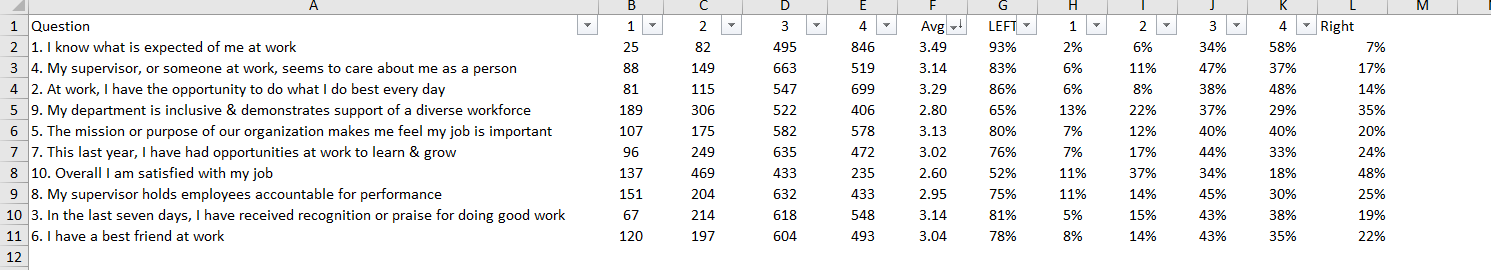 A B C D E F G H I J K L M
1 Question 1 2 3 4 Avg LEFT 1 2 3 4 Right
2 1. I know what is expected of me at work 25 82 495 846 3.49 93% 2% 6% 34% 58% 7%
3 4. My supervisor, or someone at work, seems to care about me as a person 88 149 663 519 3.14 83% 6% 11% 47% 37% 17%
4 2. At work, I have the opportunity to do what I do best every day 81 115 547 699 3.29 86% 6% 8% 38% 48% 14%
5 9. My department is inclusive & demonstrates support of a diverse workforce 189 306 522 406 2.80 65% 13% 22% 37% 29% 35%
6 5. The mission or purpose of our organization makes me feel my job is important 107 175 582 578 3.13 80% 7% 12% 40% 40% 20%
7 7. This last year, I have had opportunities at work to learn & grow 96 249 635 472 3.02 76% 7% 17% 44% 33% 24%
8 10. Overall I am satisfied with my job 137 469 433 235 2.60 52% 11% 37% 34% 18% 48%
9 8. My supervisor holds employees accountable for performance 151 204 632 433 2.95 75% 11% 14% 45% 30% 25%
10 3. In the last seven days, I have received recognition or praise for doing good work 67 214 618 548 3.14 81% 5% 15% 43% 38% 19%
11 6. I have a best friend at work 120 197 604 493 3.04 78% 8% 14% 43% 35% 22%
12